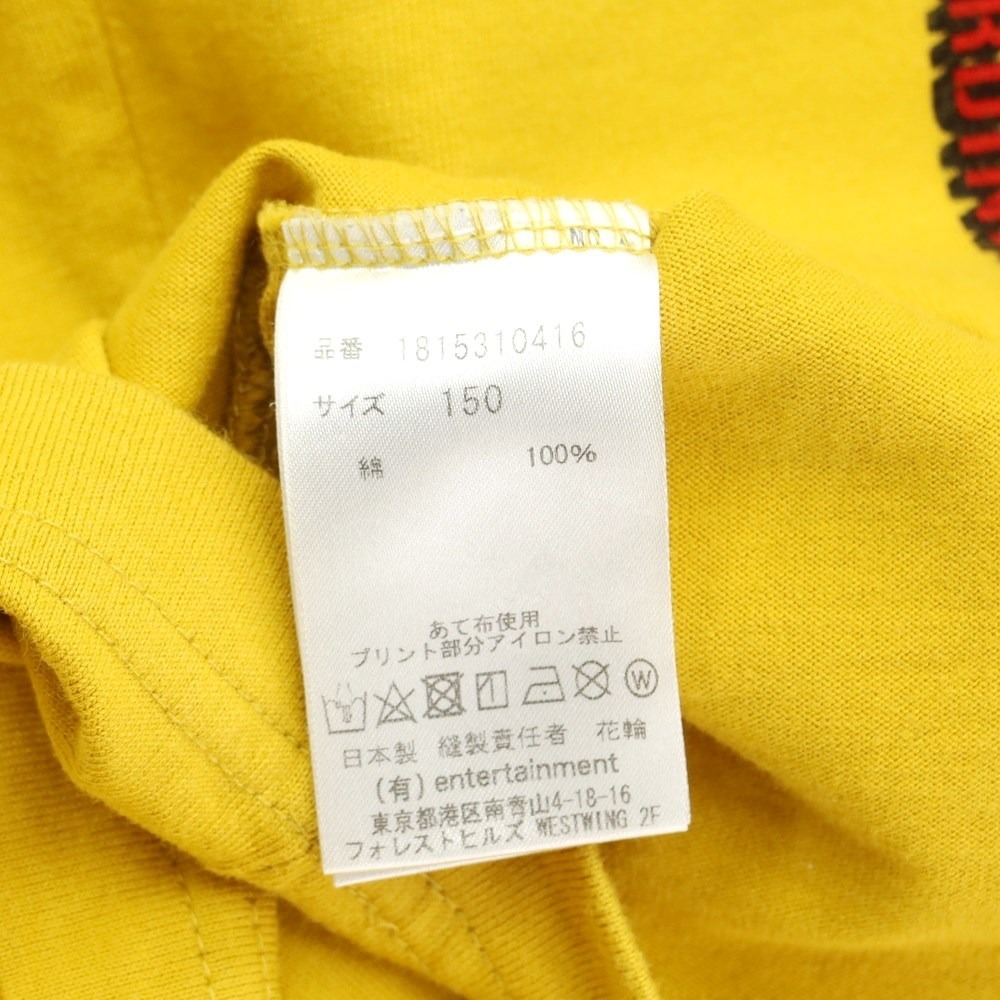 品番 1815310416
サイズ 150
綿 100%
あて布使用
プリント部分アイロン禁止
W
日本製 縫製責任者 花輪
(有) entertainment
東京都港区南青山4-18-16
フォレストヒルズ WESTWING 2F